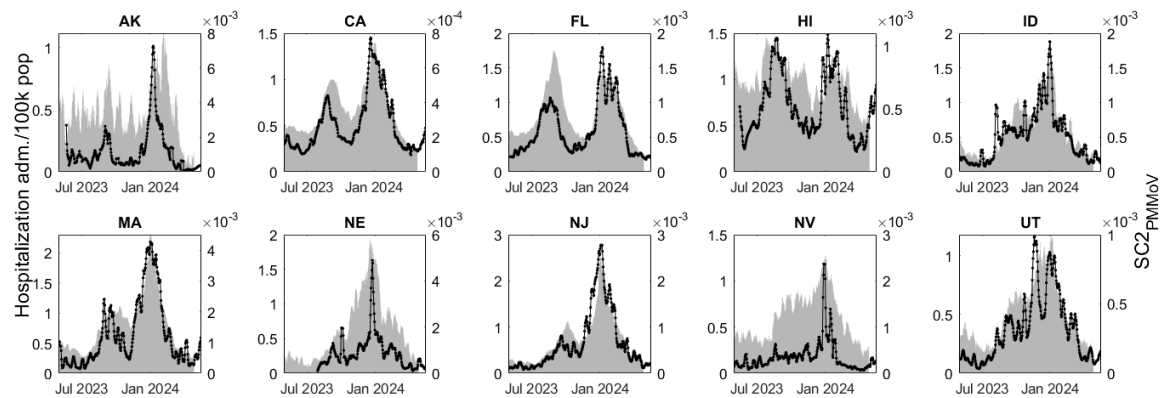 AK CA FL HI ID
×10⁻³ ×10⁻⁴ ×10⁻³ ×10⁻³ ×10⁻³
1 8 1.5 8 2 2 1.5 1 2 2
6 6 1.5 1.5 1.5 1.5
1 1
0.5 4 4 1 1 0.5 1 1
0.5 0.5
2 2 0.5 0.5 0.5 0.5
0 0 0 0 0 0 0 0 0 0
Jul 2023 Jan 2024 Jul 2023 Jan 2024 Jul 2023 Jan 2024 Jul 2023 Jan 2024 Jul 2023 Jan 2024
Hospitalization adm./100k pop
SC2PMMoV
MA NE NJ NV UT
×10⁻³ ×10⁻³ ×10⁻³ ×10⁻³ ×10⁻³
2 4 2 6 3 3 1.5 3 1
1.5 3 1.5 4 2 2 1 2 1
1 2 1 0.5
0.5 1 0.5 2 1 1 0.5 1 0.5
0 0 0 0 0 0 0 0 0 0
Jul 2023 Jan 2024 Jul 2023 Jan 2024 Jul 2023 Jan 2024 Jul 2023 Jan 2024 Jul 2023 Jan 2024